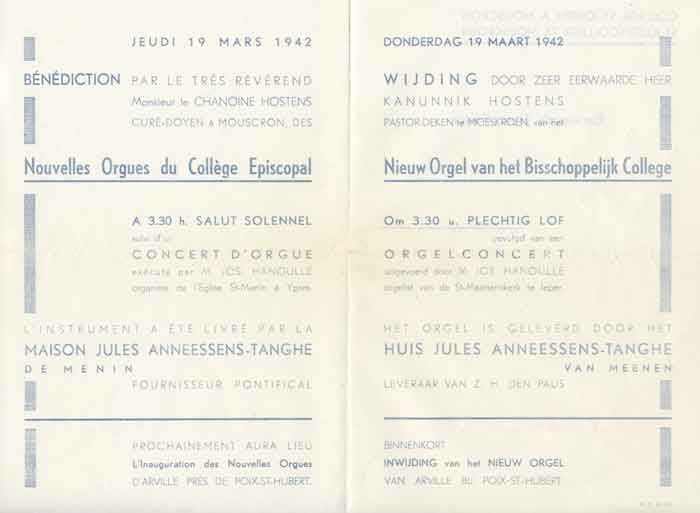 JEUDI 19 MARS 1942
BÉNÉDICTION PAR LE TRÈS RÉVÉREND
Monsieur le CHANOINE HOSTENS
CURÉ-DOYEN à MOUSCRON, DES
Nouvelles Orgues du Collège Episcopal
A 3.30 h. SALUT SOLENNEL
suivi d'un
CONCERT D'ORGUE
exécuté par M. JOS. HANOULLE
organiste de l'Eglise St-Martin à Ypres.
L'INSTRUMENT A ÉTÉ LIVRÉ PAR LA
MAISON JULES ANNEESSENS-TANGHE
DE MENIN
FOURNISSEUR PONTIFICAL
PROCHAINEMENT AURA LIEU
L'Inauguration des Nouvelles Orgues
D'ARVILLE PRÈS DE POIX-ST-HUBERT.
DONDERDAG 19 MAART 1942
WIJDING DOOR ZEER EERWAARDE HEER
KANUNNIK HOSTENS
PASTOR-DEKEN te MOESKROEN, van het
Nieuw Orgel van het Bisschoppelijk College
Om 3.30 u. PLECHTIG LOF
gevolgd van een
ORGELCONCERT
uitgevoerd door M. JOS. HANOULLE
orgelist van de St-Maartenskerk te Ieper.
HET ORGEL IS GELEVERD DOOR HET
HUIS JULES ANNEESSENS-TANGHE
VAN MEENEN
LEVERAAR VAN Z. H. DEN PAUS
BINNENKORT
INWIJDING van het NIEUW ORGEL
VAN ARVILLE BIJ POIX-ST-HUBERT.